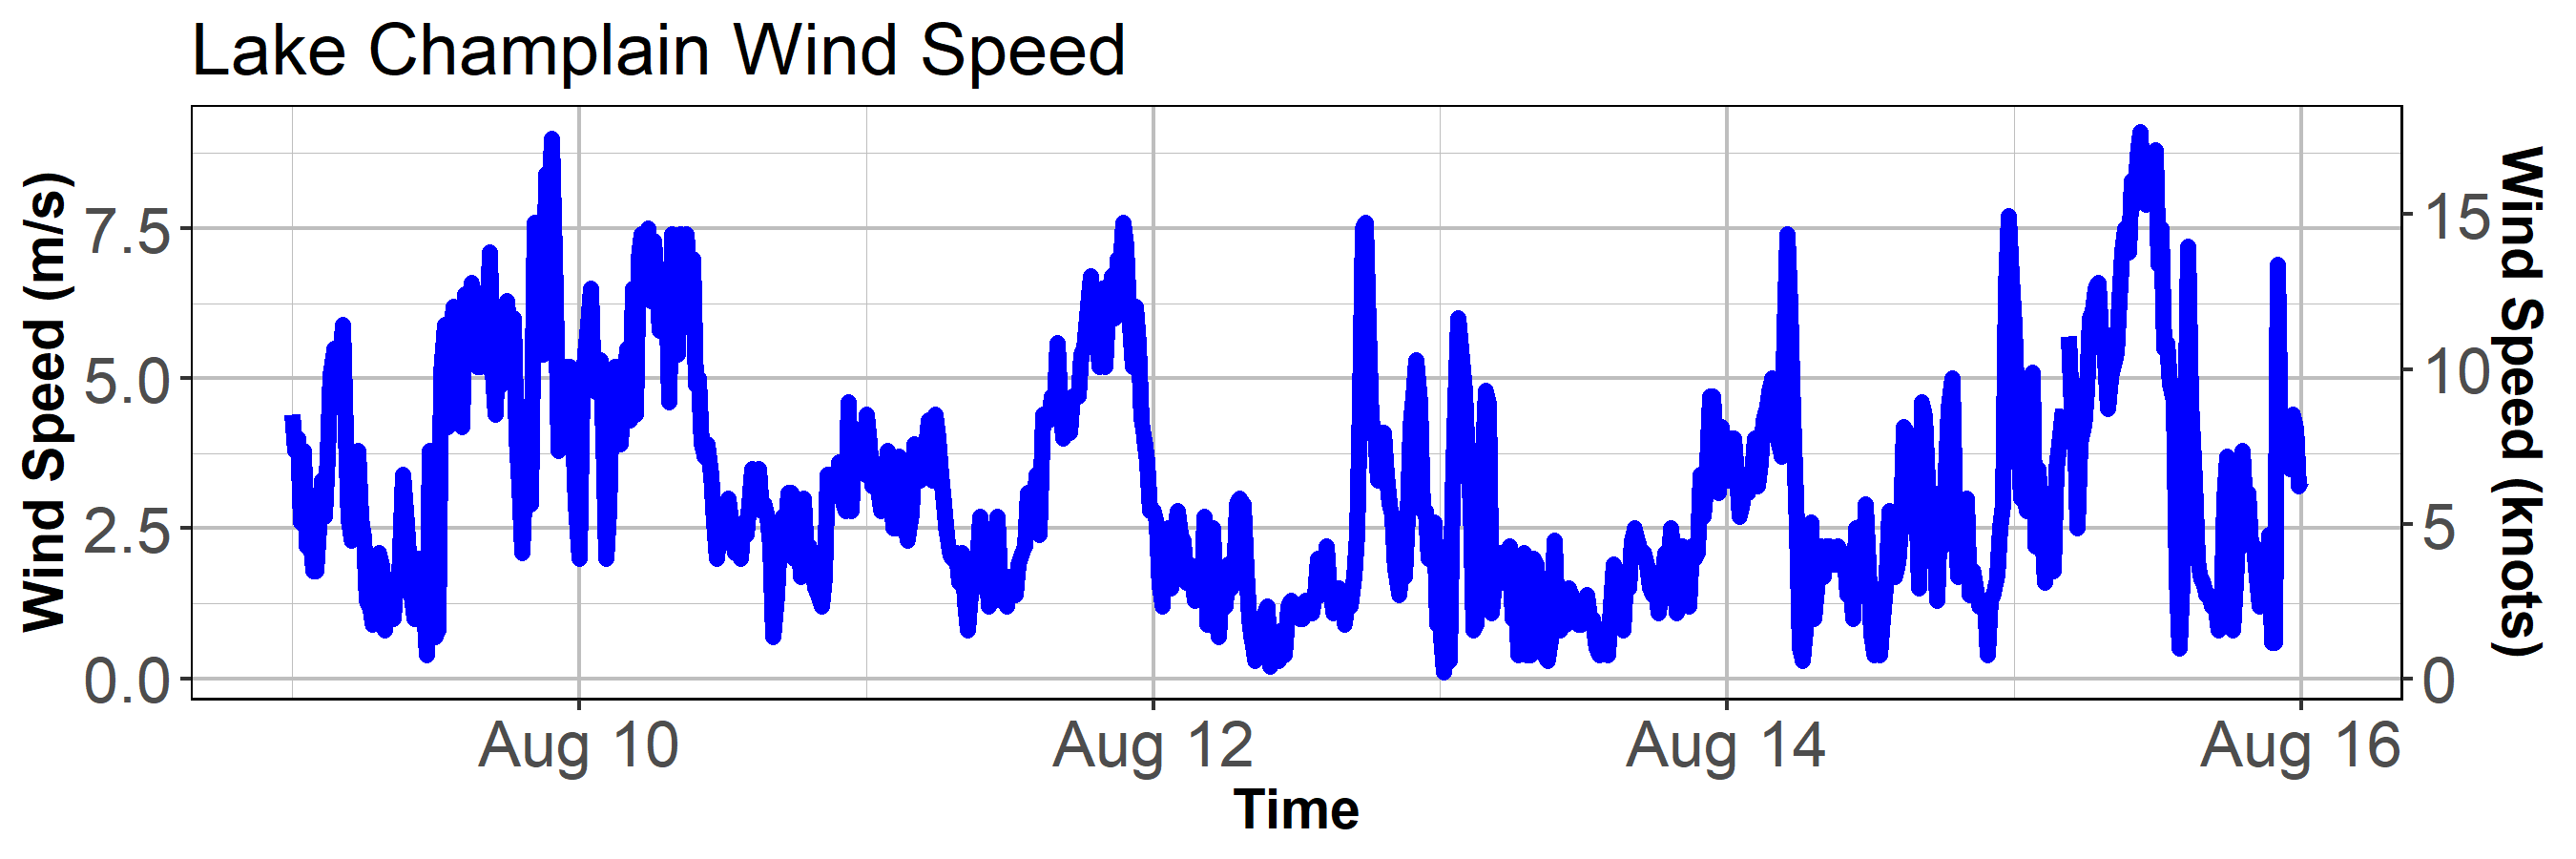 Lake Champlain Wind Speed
Wind Speed (m/s)
7.5
5.0
2.5
0.0
15
10
5
0
Wind Speed (knots)
Aug 10
Aug 12
Aug 14
Aug 16
Time